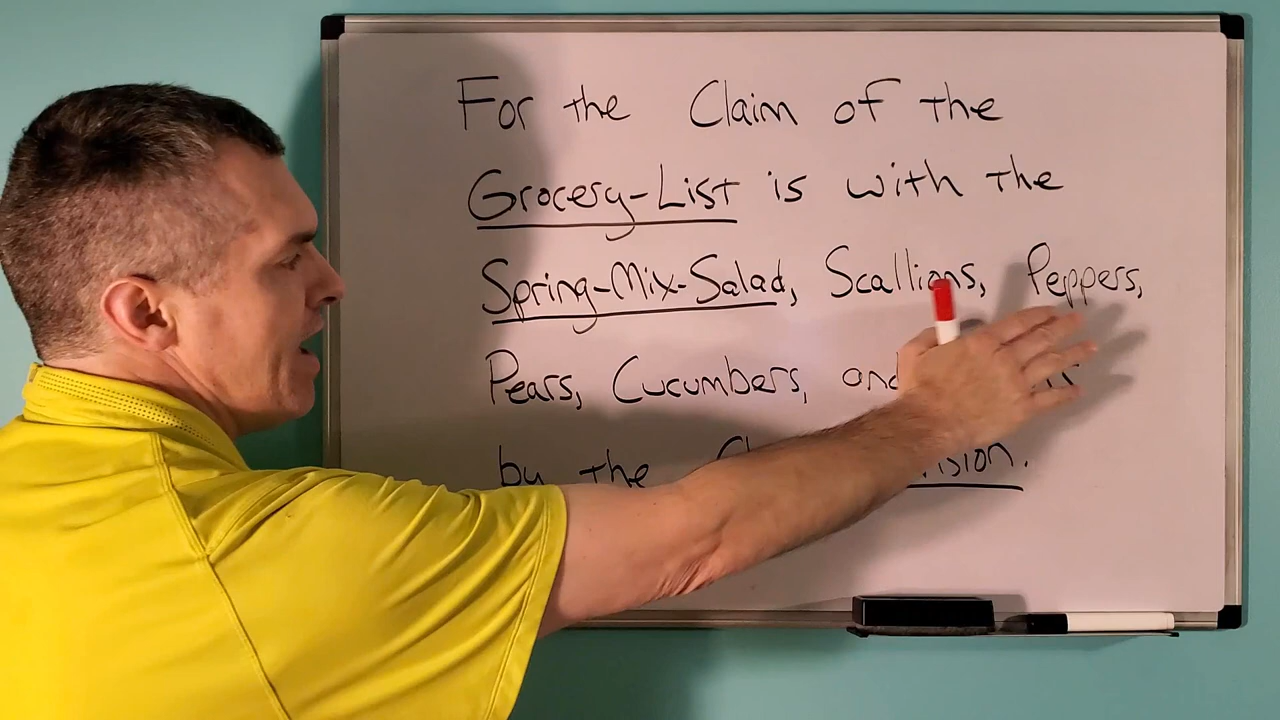 For the Claim of the
Grocery-List is with the
Spring-Mix-Salad, Scallions, Peppers,
Pears, Cucumbers, and
by the